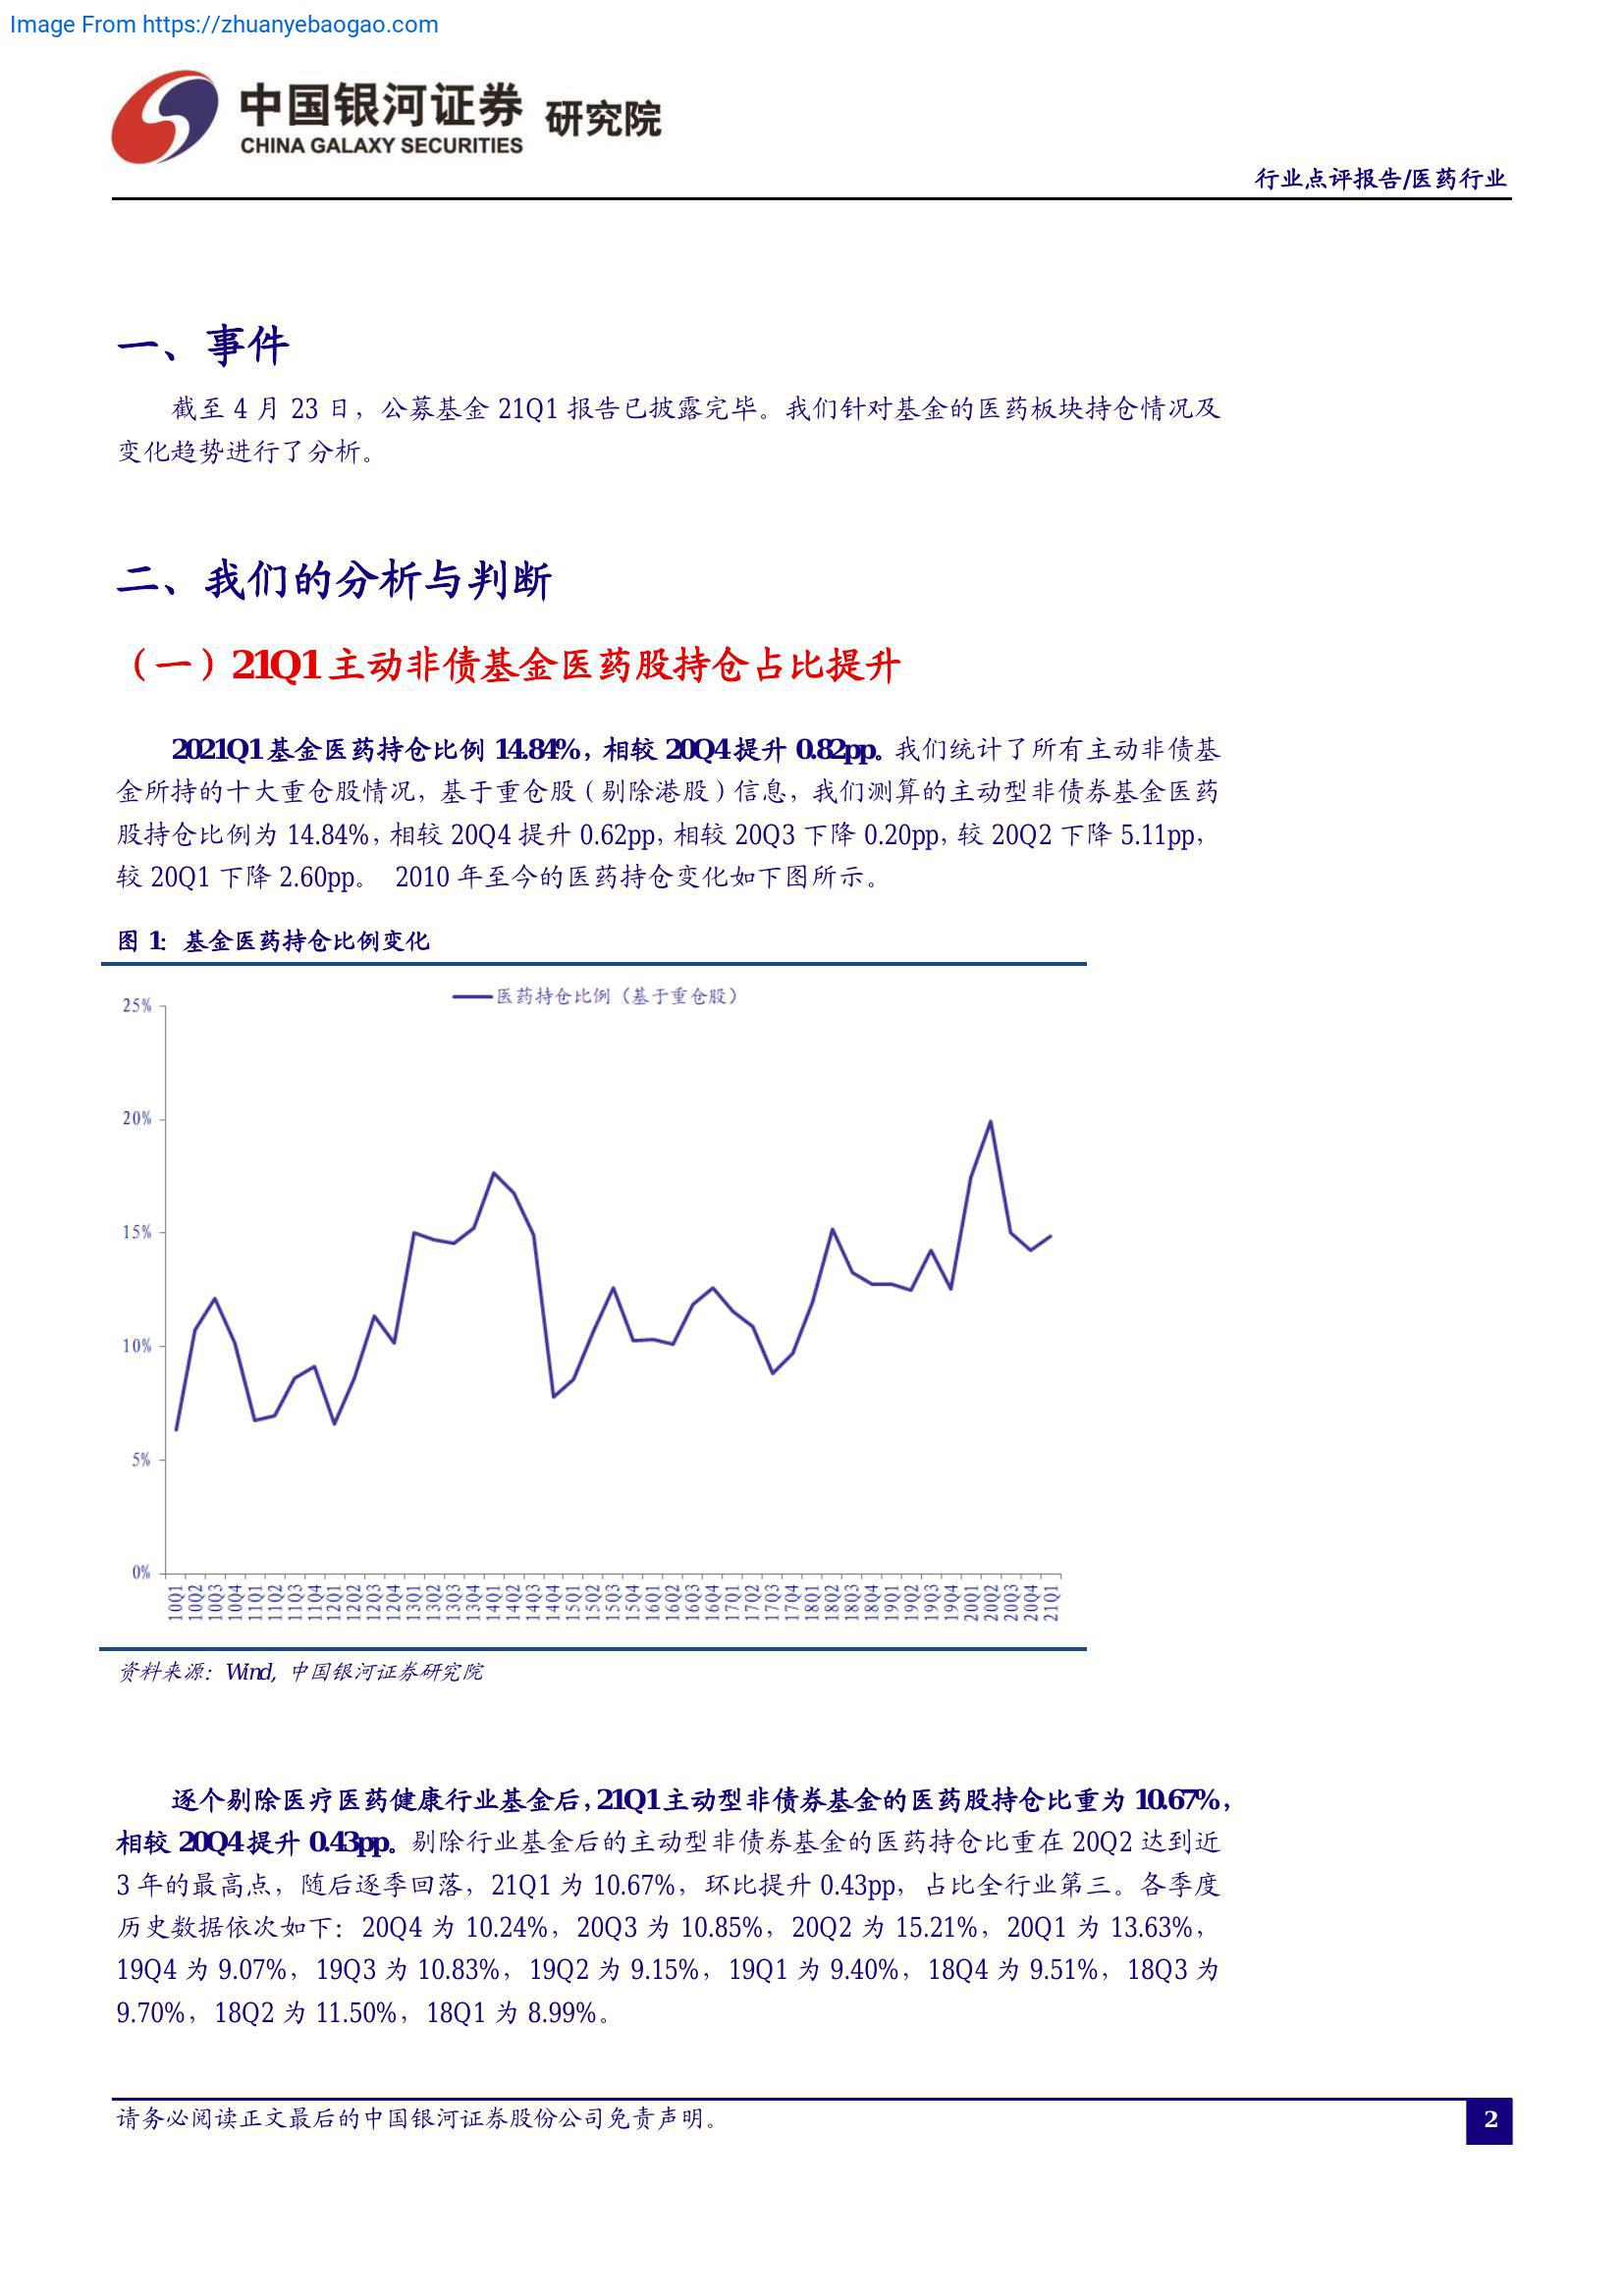 Image From https://zhuanyebaogao.com
中国银河证券 研究院
CHINA GALAXY SECURITIES
行业点评报告/医药行业
一、事件
截至 4 月 23 日，公募基金 21Q1 报告已披露完毕。我们针对基金的医药板块持仓情况及
变化趋势进行了分析。
二、我们的分析与判断
（一）21Q1 主动非债基金医药股持仓占比提升
2021Q1 基金医药持仓比例 14.84%，相较 20Q4 提升 0.82pp。我们统计了所有主动非债基
金所持的十大重仓股情况，基于重仓股（剔除港股）信息，我们测算的主动型非债券基金医药
股持仓比例为 14.84%，相较 20Q4 提升 0.62pp，相较 20Q3 下降 0.20pp，较 20Q2 下降 5.11pp，
较 20Q1 下降 2.60pp。 2010 年至今的医药持仓变化如下图所示。
图 1：基金医药持仓比例变化
医药持仓比例（基于重仓股）
25%
20%
15%
10%
5%
0%
10Q1 10Q2 10Q3 10Q4 11Q1 11Q2 11Q3 11Q4 12Q1 12Q2 12Q3 12Q4 13Q1 13Q2 13Q3 13Q4 14Q1 14Q2 14Q3 14Q4 15Q1 15Q2 15Q3 15Q4 16Q1 16Q2 16Q3 16Q4 17Q1 17Q2 17Q3 17Q4 18Q1 18Q2 18Q3 18Q4 19Q1 19Q2 19Q3 19Q4 20Q1 20Q2 20Q3 20Q4 21Q1
资料来源：Wind，中国银河证券研究院
逐个剔除医疗医药健康行业基金后，21Q1 主动型非债券基金的医药股持仓比重为 10.67%，
相较 20Q4 提升 0.43pp。剔除行业基金后的主动型非债券基金的医药持仓比重在 20Q2 达到近
3 年的最高点，随后逐季回落，21Q1 为 10.67%，环比提升 0.43pp，占比全行业第三。各季度
历史数据依次如下：20Q4 为 10.24%，20Q3 为 10.85%，20Q2 为 15.21%，20Q1 为 13.63%，
19Q4 为 9.07%，19Q3 为 10.83%，19Q2 为 9.15%，19Q1 为 9.40%，18Q4 为 9.51%，18Q3 为
9.70%，18Q2 为 11.50%，18Q1 为 8.99%。
请务必阅读正文最后的中国银河证券股份公司免责声明。
2